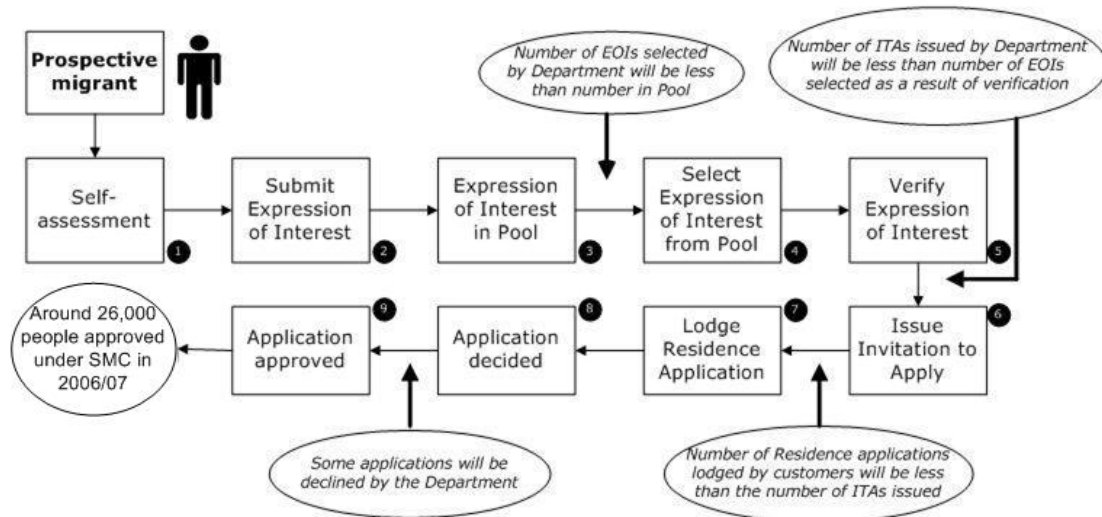 Prospective
migrant
Number of EOIs selected
by Department will be less
than number in Pool
Number of ITAs issued by Department
will be less than number of EOIs
selected as a result of verification
Self-
assessment
1
Submit
Expression
of Interest
2
Expression
of Interest
in Pool
3
Select
Expression
of Interest
from Pool
4
Verify
Expression
of Interest
5
Issue
Invitation to
Apply
6
Lodge
Residence
Application
7
Application
decided
8
Application
approved
9
Around 26,000
people approved
under SMC in
2006/07
Some applications will be
declined by the Department
Number of Residence applications
lodged by customers will be less
than the number of ITAs issued